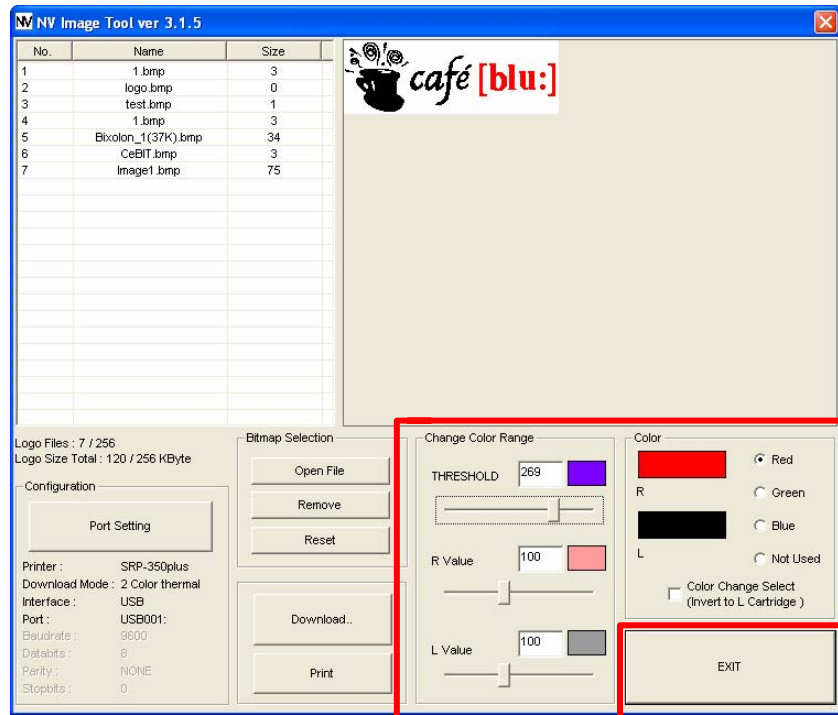 NV NV Image Tool ver 3.1.5
No. Name Size
1 1.bmp 3
2 logo.bmp 0
3 test.bmp 1
4 1.bmp 3
5 Bixolon_1(37K).bmp 34
6 CeBIT.bmp 3
7 Image1.bmp 75
café [blu:]
Logo Files : 7 / 256
Logo Size Total : 120 / 256 KByte
Configuration
Port Setting
Printer : SRP-350plus
Download Mode : 2 Color thermal
Interface : USB
Port : USB001:
Baudrate : 9600
Databits : 8
Parity : NONE
Stopbits : 0
Bitmap Selection
Open File
Remove
Reset
Download..
Print
Change Color Range
THRESHOLD 269
R Value 100
L Value 100
Color
R
L
Red
Green
Blue
Not Used
Color Change Select
(Invert to L Cartridge )
EXIT